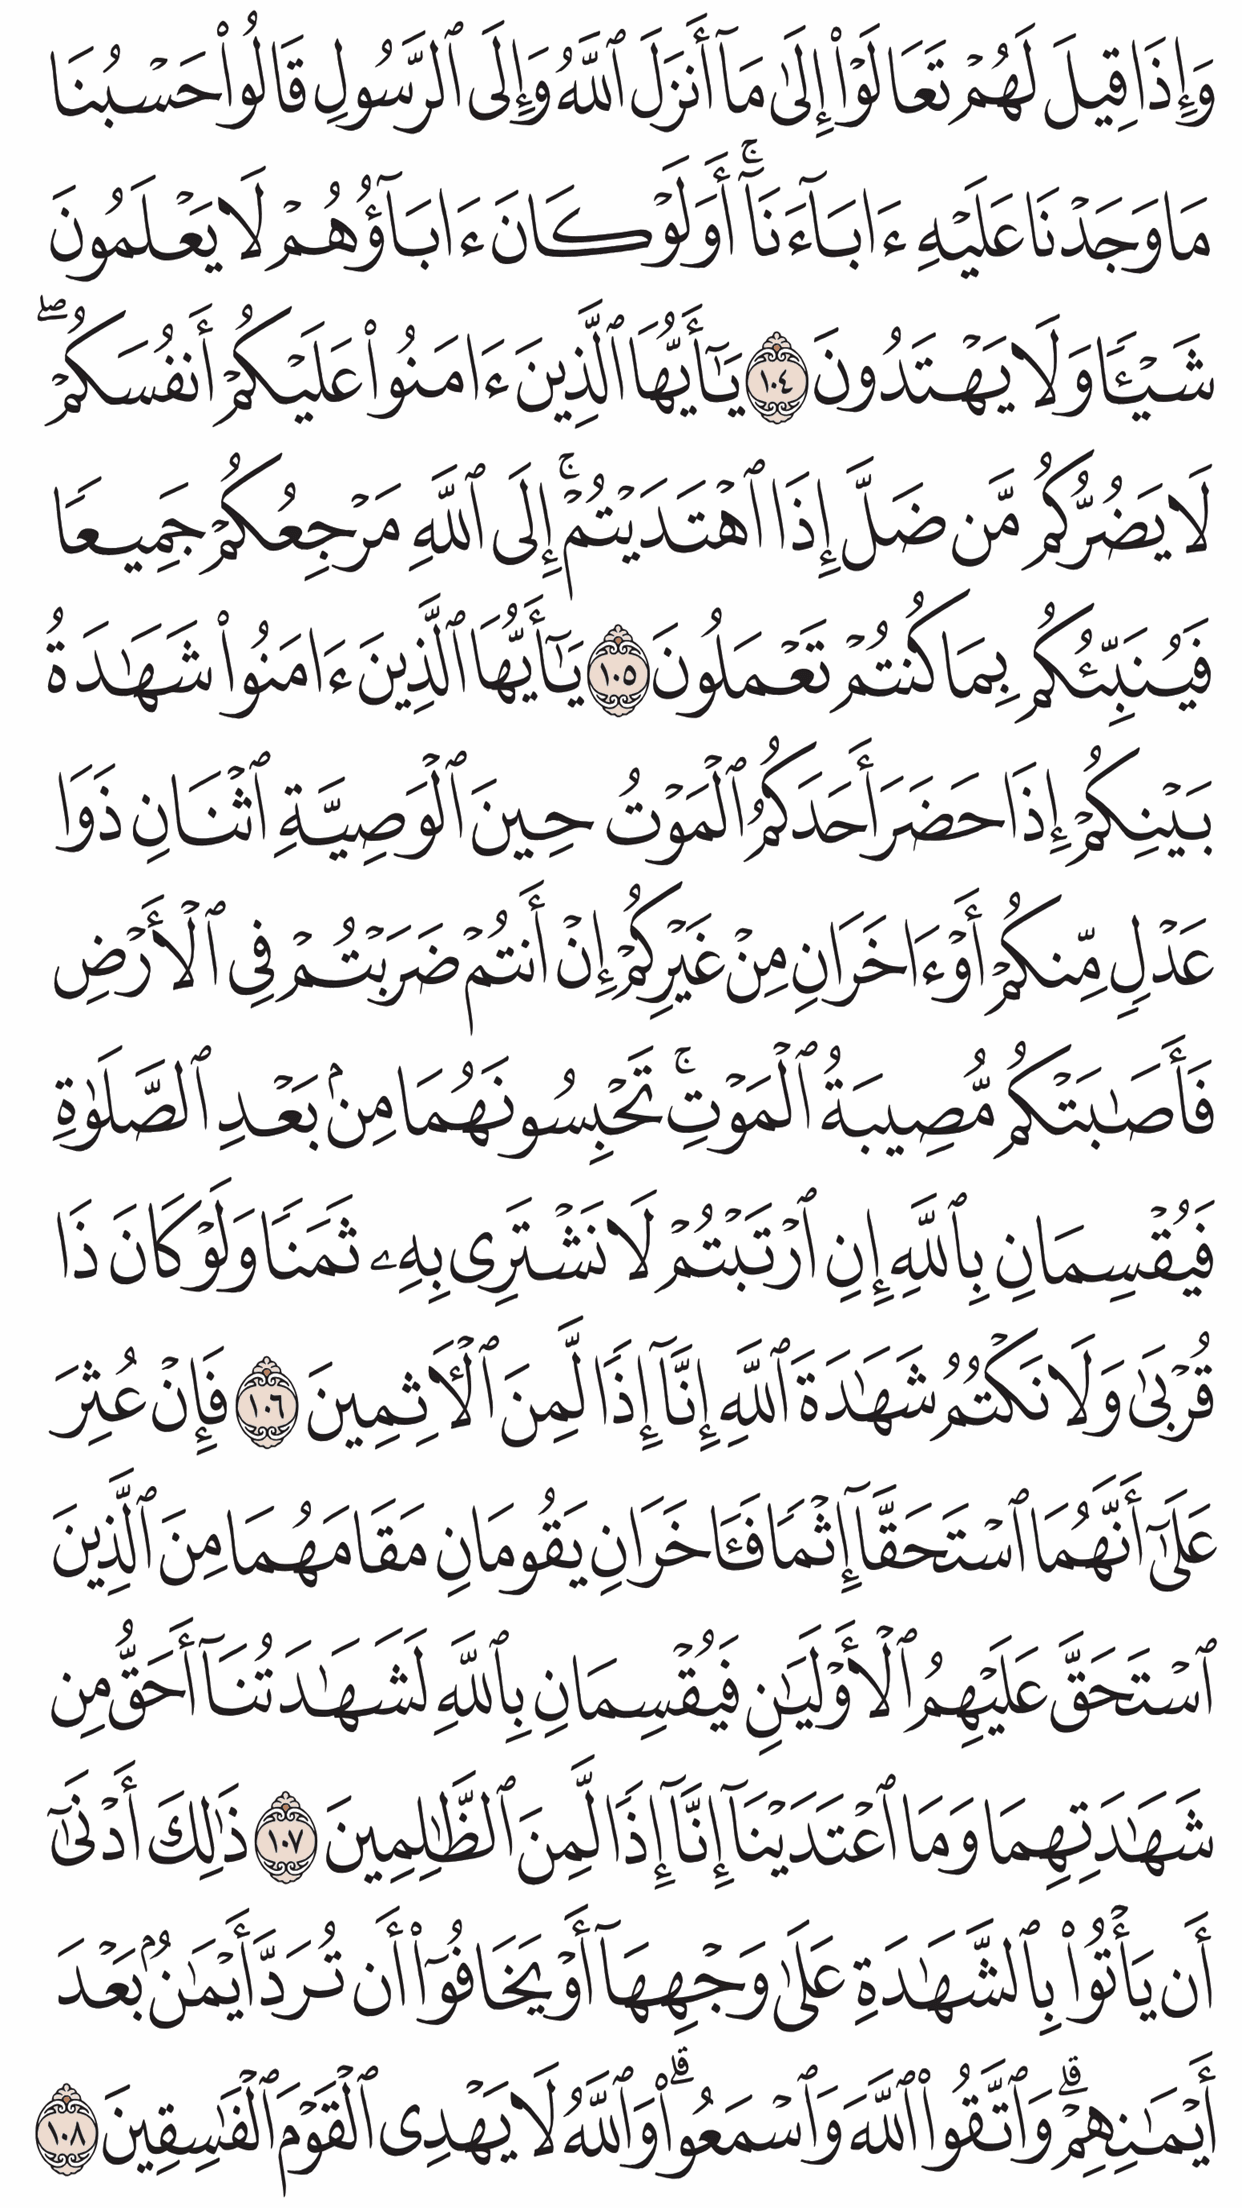 وَإِذَا قِيلَ لَهُمْ تَعَالَوْا۟ إِلَىٰ مَآ أَنزَلَ ٱللَّهُ وَإِلَى ٱلرَّسُولِ قَالُوا۟ حَسْبُنَا
مَا وَجَدْنَا عَلَيْهِ ءَابَآءَنَآ ۚ أَوَلَوْ كَانَ ءَابَآؤُهُمْ لَا يَعْلَمُونَ
شَيْـًٔا وَلَا يَهْتَدُونَ ١٠٤ يَـٰٓأَيُّهَا ٱلَّذِينَ ءَامَنُوا۟ عَلَيْكُمْ أَنفُسَكُمْ ۖ
لَا يَضُرُّكُم مَّن ضَلَّ إِذَا ٱهْتَدَيْتُمْ ۚ إِلَى ٱللَّهِ مَرْجِعُكُمْ جَمِيعًا
فَيُنَبِّئُكُم بِمَا كُنتُمْ تَعْمَلُونَ ١٠٥ يَـٰٓأَيُّهَا ٱلَّذِينَ ءَامَنُوا۟ شَهَـٰدَةُ
بَيْنِكُمْ إِذَا حَضَرَ أَحَدَكُمُ ٱلْمَوْتُ حِينَ ٱلْوَصِيَّةِ ٱثْنَانِ ذَوَا
عَدْلٍ مِّنكُمْ أَوْ ءَاخَرَانِ مِنْ غَيْرِكُمْ إِنْ أَنتُمْ ضَرَبْتُمْ فِى ٱلْأَرْضِ
فَأَصَـٰبَتْكُم مُّصِيبَةُ ٱلْمَوْتِ ۚ تَحْبِسُونَهُمَا مِنۢ بَعْدِ ٱلصَّلَوٰةِ
فَيُقْسِمَانِ بِٱللَّهِ إِنِ ٱرْتَبْتُمْ لَا نَشْتَرِى بِهِۦ ثَمَنًا وَلَوْ كَانَ ذَا
قُرْبَىٰ وَلَا نَكْتُمُ شَهَـٰدَةَ ٱللَّهِ إِنَّآ إِذًا لَّمِنَ ٱلْـَٔاثِمِينَ ١٠٦ فَإِنْ عُثِرَ
عَلَىٰٓ أَنَّهُمَا ٱسْتَحَقَّآ إِثْمًا فَـَٔاخَرَانِ يَقُومَانِ مَقَامَهُمَا مِنَ ٱلَّذِينَ
ٱسْتَحَقَّ عَلَيْهِمُ ٱلْأَوْلَيَـٰنِ فَيُقْسِمَانِ بِٱللَّهِ لَشَهَـٰدَتُنَآ أَحَقُّ مِن
شَهَـٰدَتِهِمَا وَمَا ٱعْتَدَيْنَآ إِنَّآ إِذًا لَّمِنَ ٱلظَّـٰلِمِينَ ١٠٧ ذَٰلِكَ أَدْنَىٰٓ
أَن يَأْتُوا۟ بِٱلشَّهَـٰدَةِ عَلَىٰ وَجْهِهَآ أَوْ يَخَافُوٓا۟ أَن تُرَدَّ أَيْمَـٰنٌۢ بَعْدَ
أَيْمَـٰنِهِمْ ۗ وَٱتَّقُوا۟ ٱللَّهَ وَٱسْمَعُوا۟ ۗ وَٱللَّهُ لَا يَهْدِى ٱلْقَوْمَ ٱلْفَـٰسِقِينَ ١٠٨